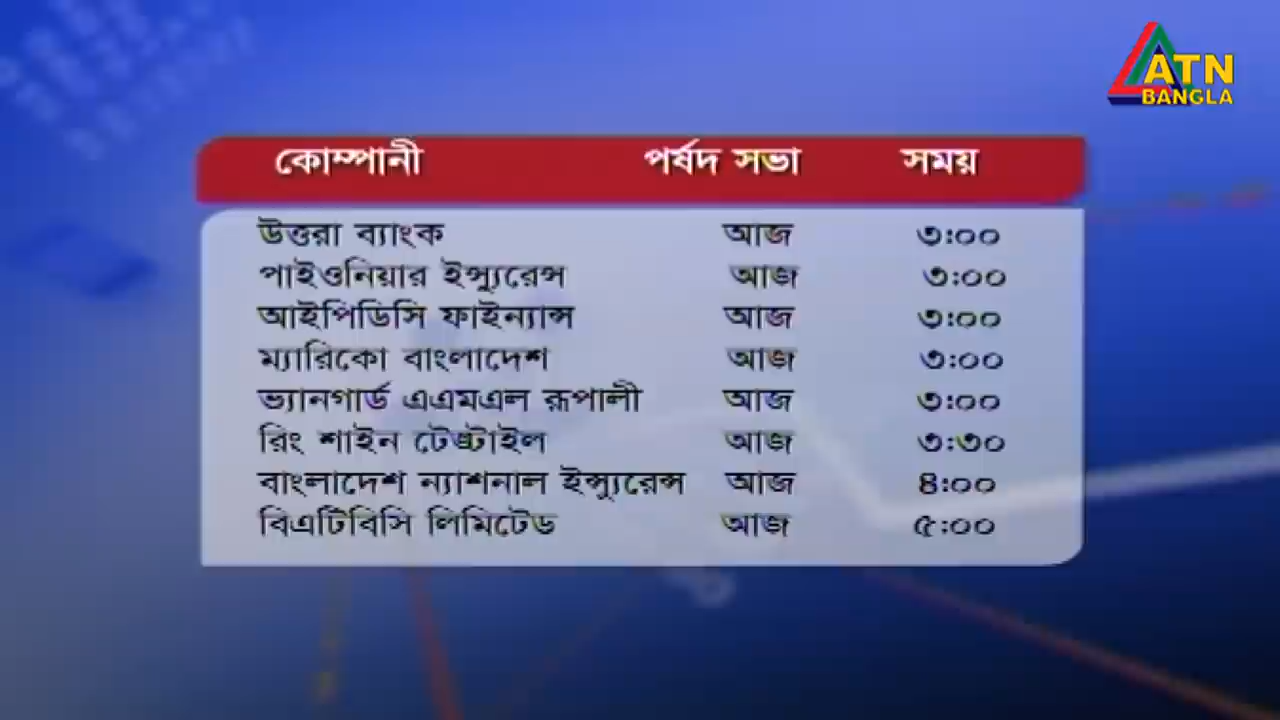 ATN
BANGLA
কোম্পানী পর্ষদ সভা সময়
উত্তরা ব্যাংক আজ ৩:০০
পাইওনিয়ার ইন্স্যুরেন্স আজ ৩:০০
আইপিডিসি ফাইন্যান্স আজ ৩:০০
ম্যারিকো বাংলাদেশ আজ ৩:০০
ভ্যানগার্ড এএমএল রূপালী আজ ৩:০০
রিং শাইন টেক্সটাইল আজ ৩:৩০
বাংলাদেশ ন্যাশনাল ইন্স্যুরেন্স আজ ৪:০০
বিএটিবিসি লিমিটেড আজ ৫:০০